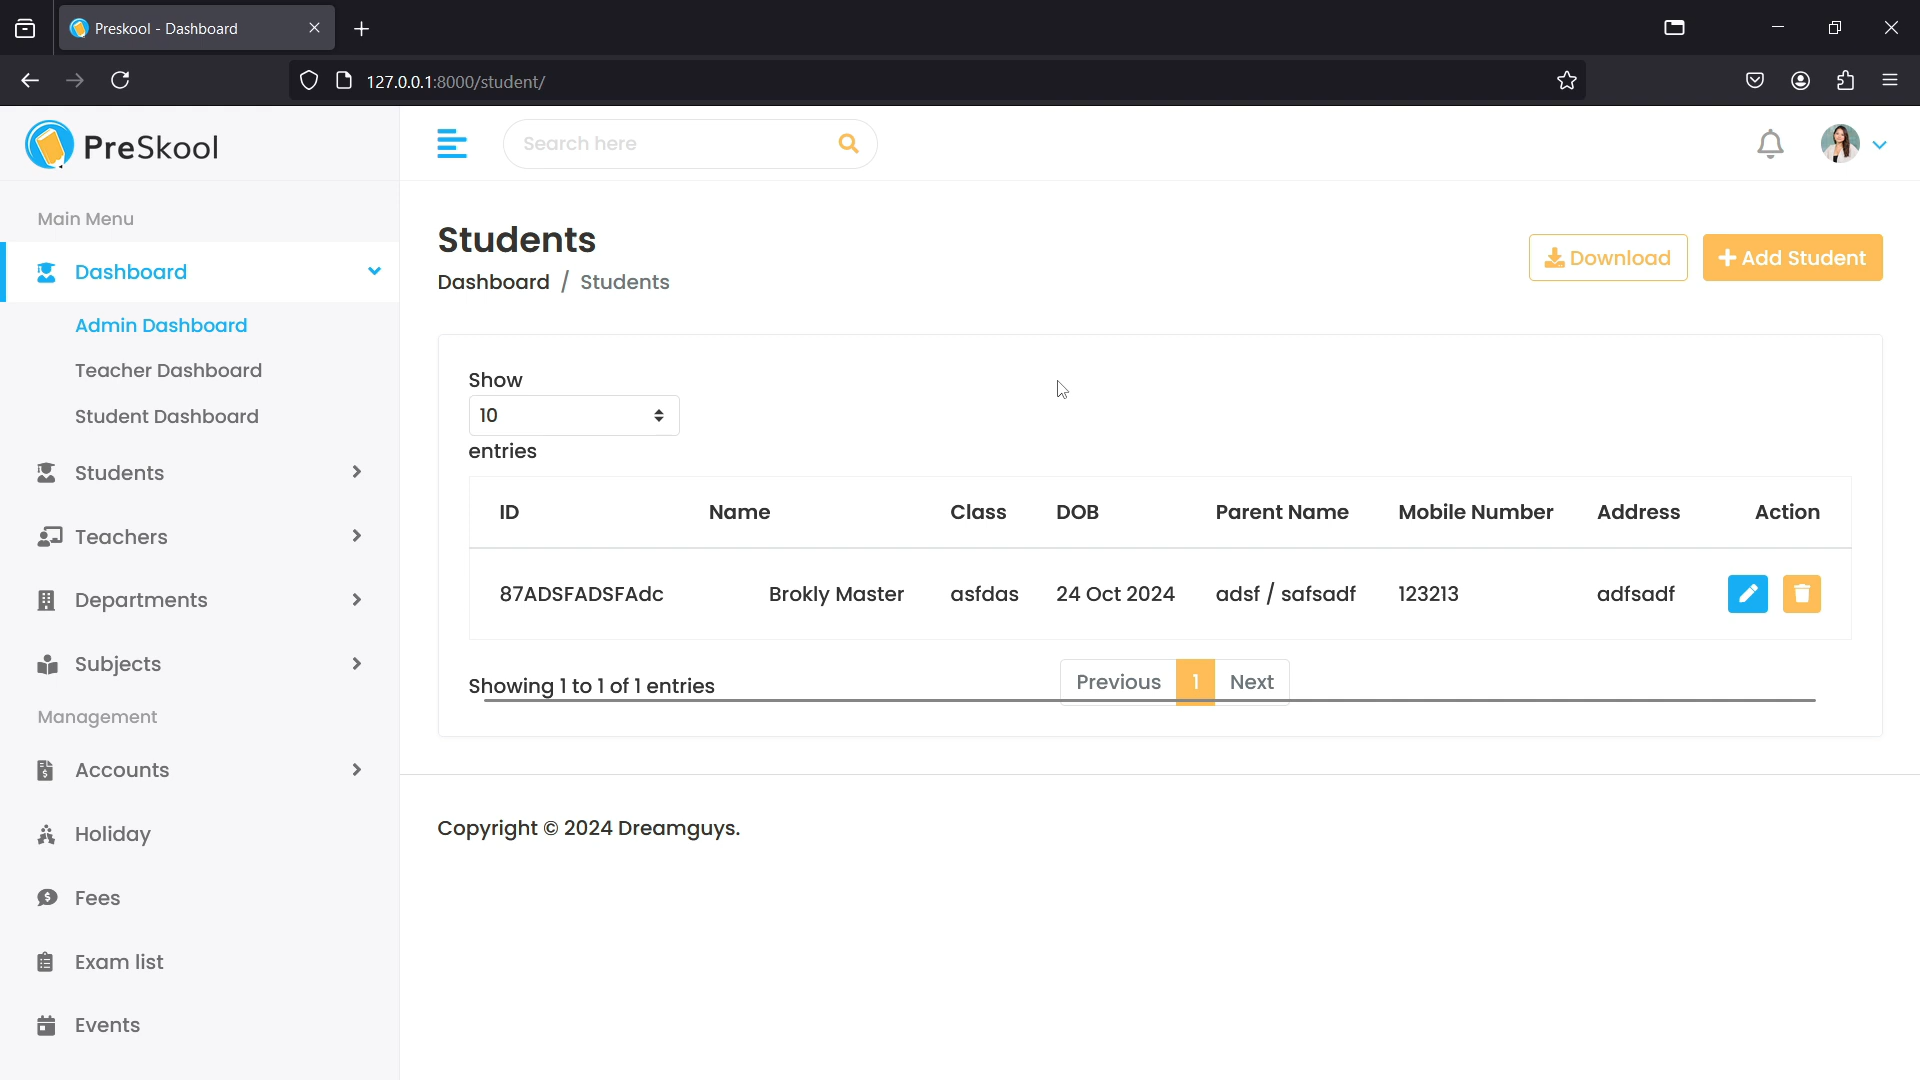 Preskool - Dashboard
127.0.0.1:8000/student/
PreSkool
Search here
Main Menu
Dashboard
Admin Dashboard
Teacher Dashboard
Student Dashboard
Students
Teachers
Departments
Subjects
Management
Accounts
Holiday
Fees
Exam list
Events
Students
Dashboard / Students
Download
Add Student
Show
10
entries
ID Name Class DOB Parent Name Mobile Number Address Action
87ADSFADSFAdc Brokly Master asfdas 24 Oct 2024 adsf / safsadf 123213 adfsadf
Showing 1 to 1 of 1 entries
Previous 1 Next
Copyright © 2024 Dreamguys.